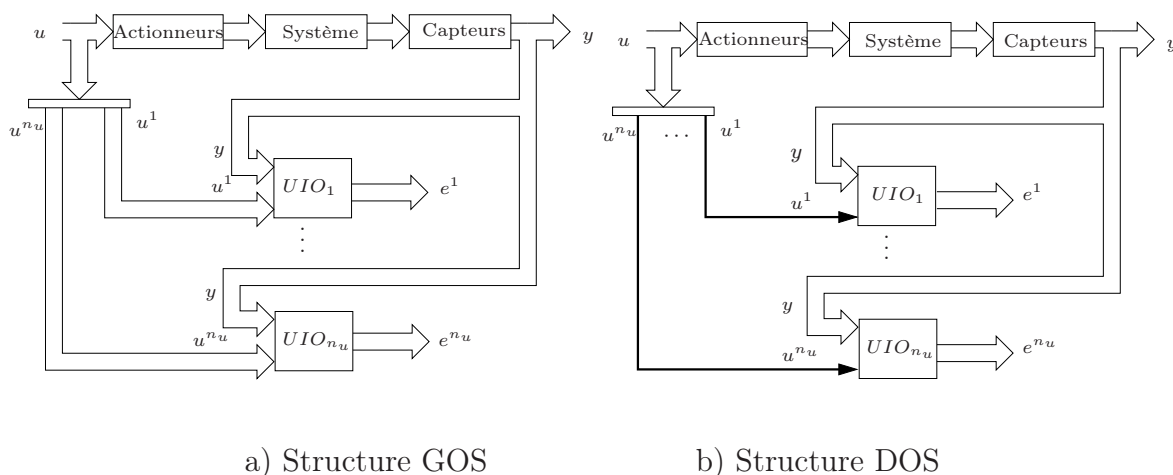 u Actionneurs Système Capteurs y
u^{n_u} u^1
y
u^1 UIO_1 e^1
⋮
y
u^{n_u} UIO_{n_u} e^{n_u}
a) Structure GOS
u Actionneurs Système Capteurs y
u^{n_u} ... u^1
y
u^1 UIO_1 e^1
⋮
y
u^{n_u} UIO_{n_u} e^{n_u}
b) Structure DOS